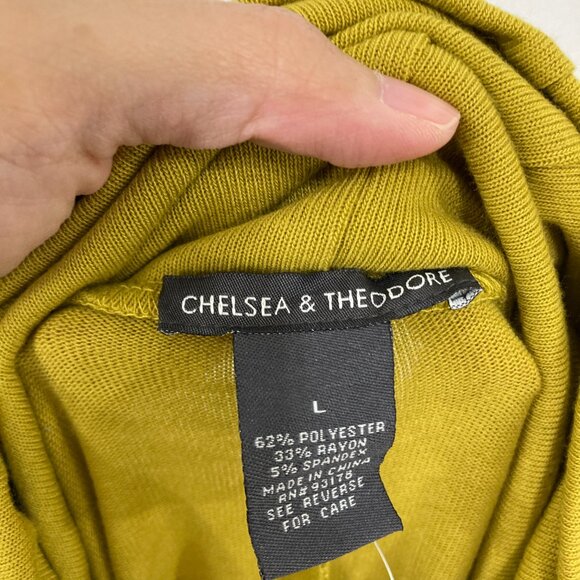 CHELSEA & THEODORE
L
62% POLYESTER
33% RAYON
5% SPANDEX
MADE IN CHINA
RN# 93178
SEE REVERSE
FOR CARE